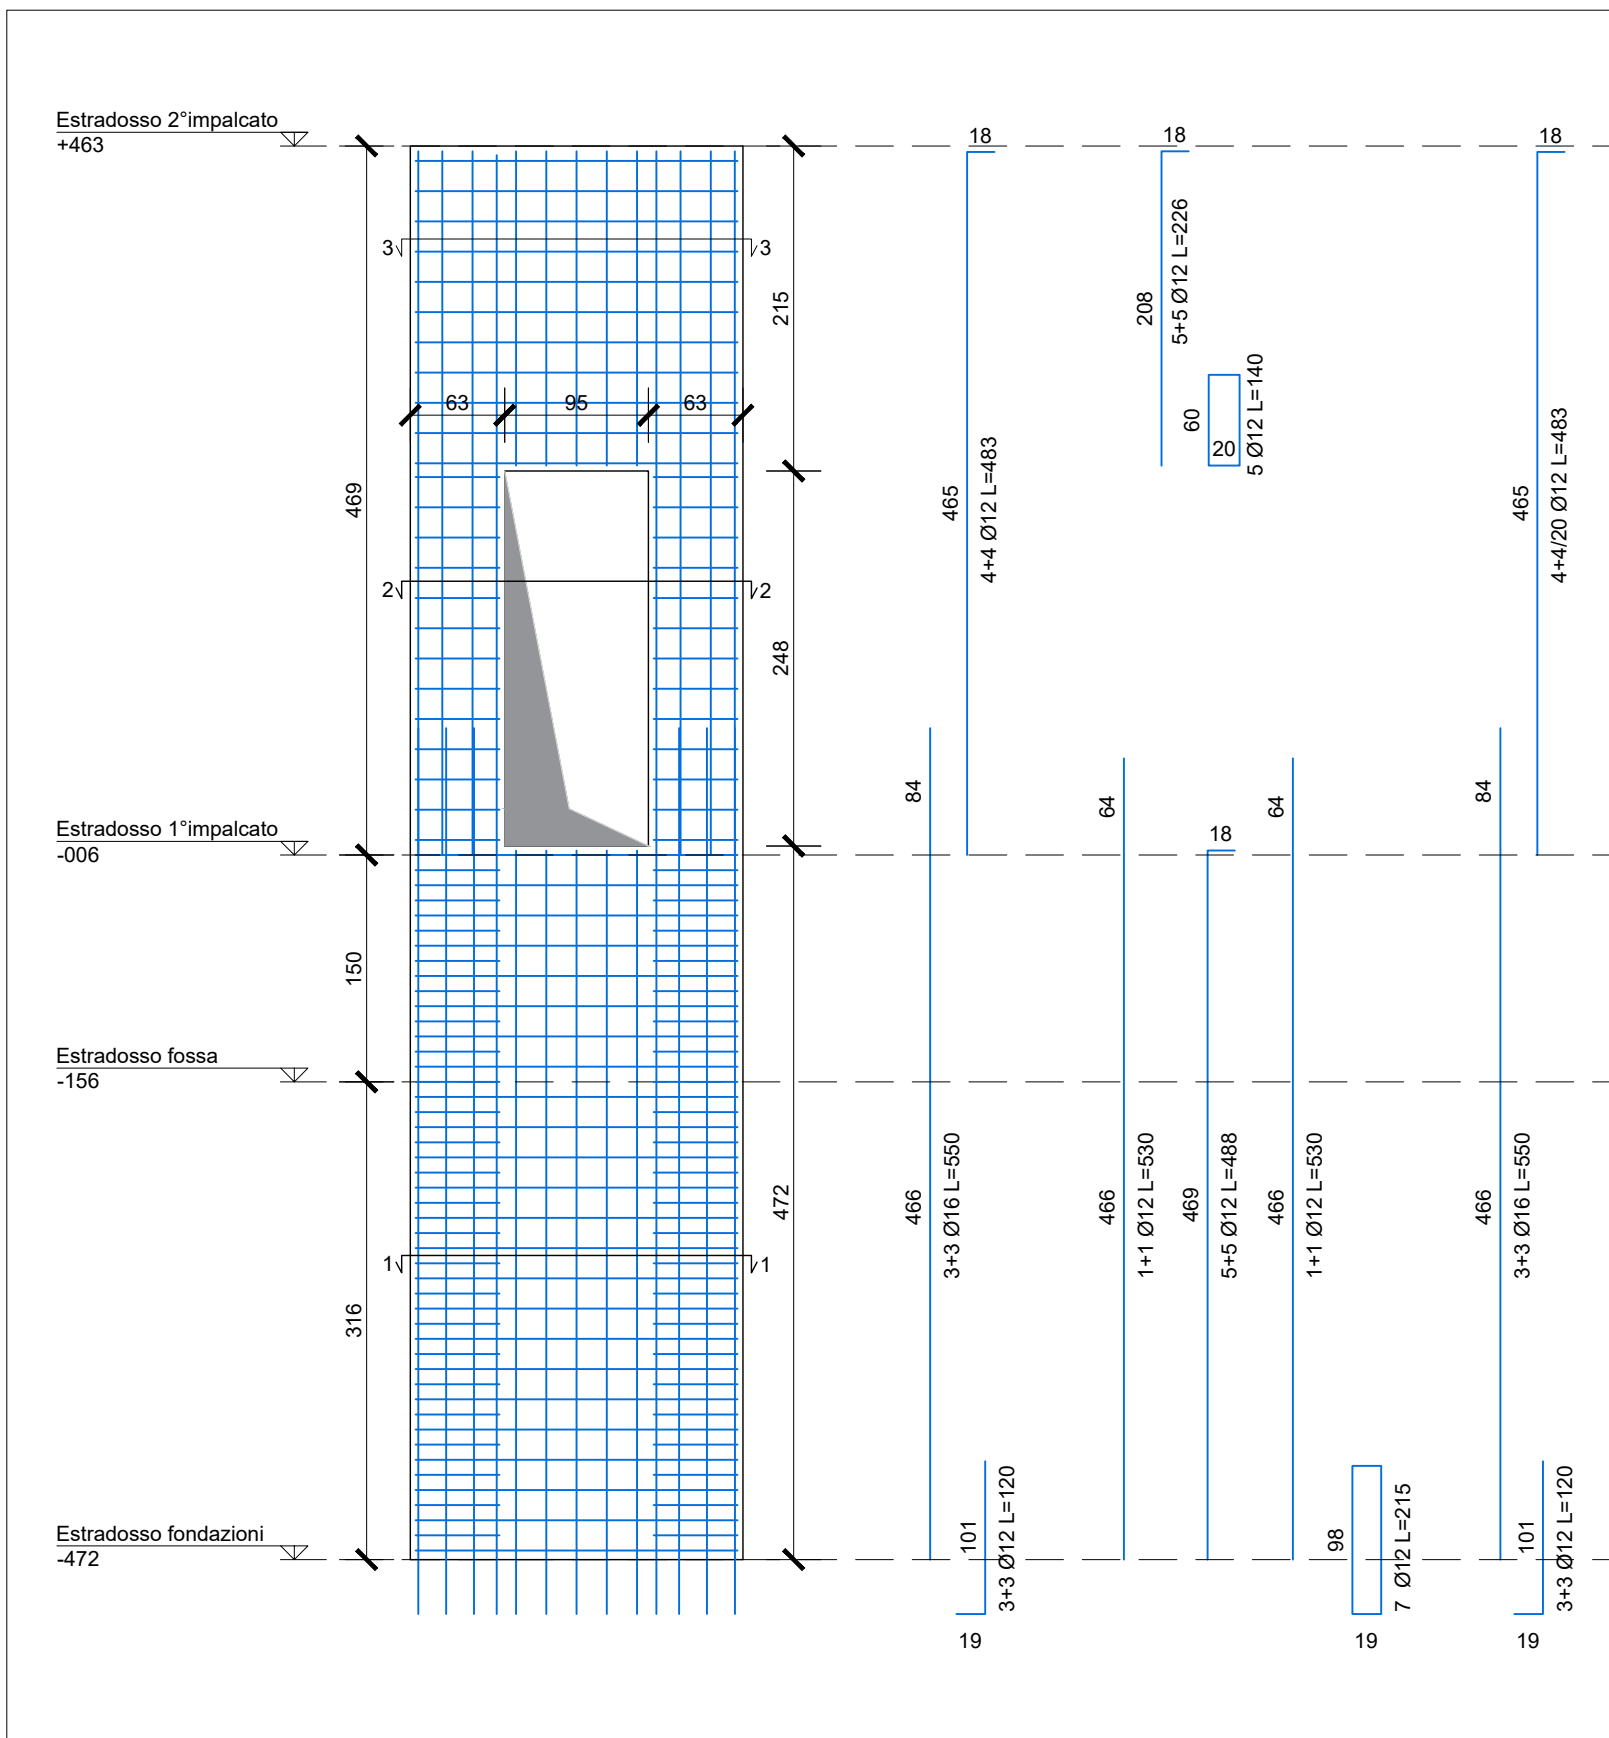 Estradosso 2°impalcato
+463
18
18
18
3
3
215
208
5+5 Ø12 L=226
63
95
63
60
20
5 Ø12 L=140
469
465
4+4 Ø12 L=483
465
4+4/20 Ø12 L=483
2
2
248
84
64
64
84
Estradosso 1°impalcato
-006
18
150
Estradosso fossa
-156
472
466
3+3 Ø16 L=550
466
1+1 Ø12 L=530
469
5+5 Ø12 L=488
466
1+1 Ø12 L=530
466
3+3 Ø16 L=550
1
1
316
Estradosso fondazioni
-472
101
3+3 Ø12 L=120
98
7 Ø12 L=215
101
3+3 Ø12 L=120
19
19
19